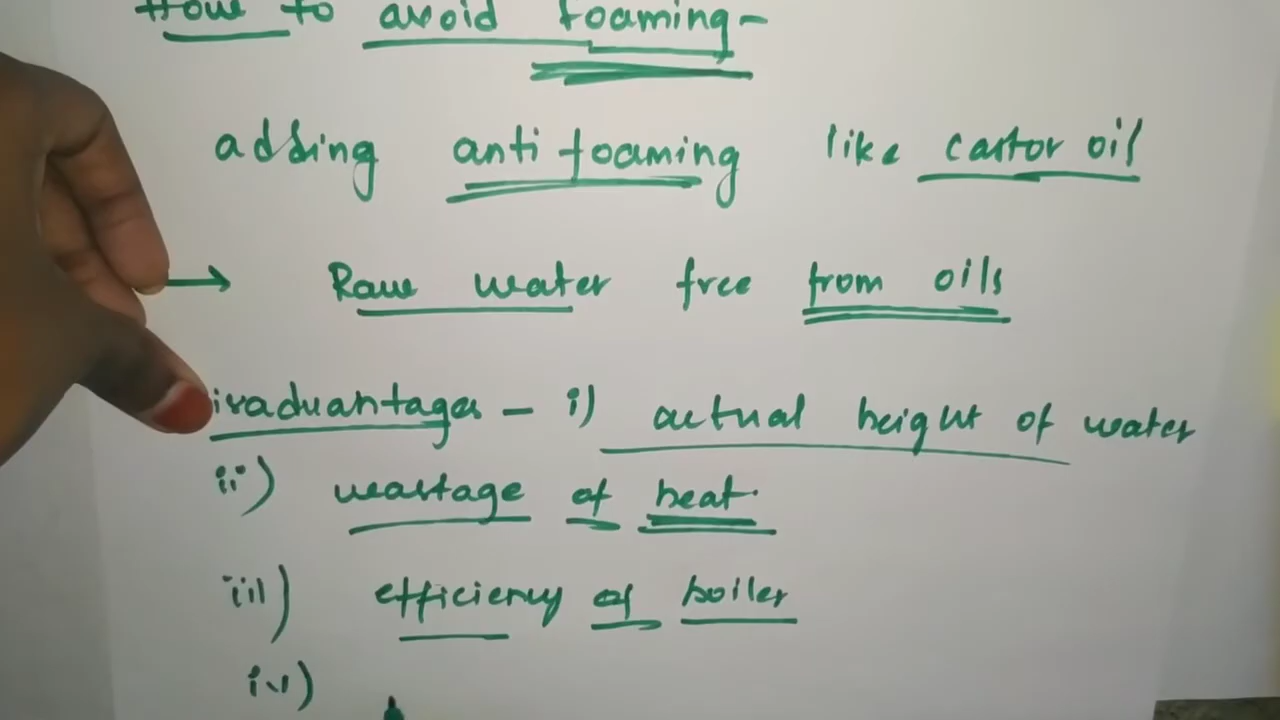 How to avoid foaming-
adding anti foaming like castor oil
→ Raw water free from oils
isaduantages - i) actual height of water
ii) wastage of heat.
iii) efficiency of boiler
iv)